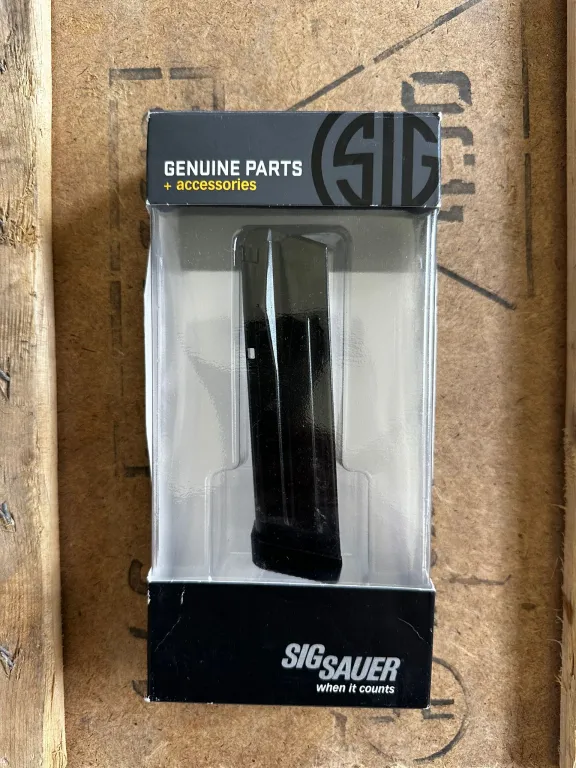 SIG
GENUINE PARTS
+ accessories
SIG SAUER
when it counts